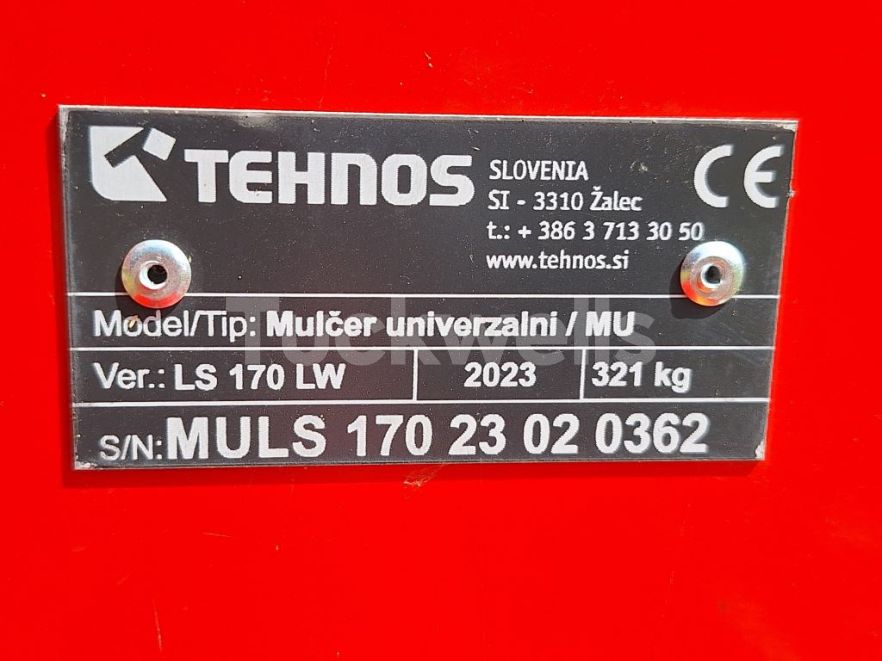 TEHNOS
SLOVENIA
SI - 3310 Žalec
t.: + 386 3 713 30 50
www.tehnos.si
CE
Model/Tip: Mulčer univerzalni / MU
Tuckwells
Ver.: LS 170 LW 2023 321 kg
S/N: MULS 170 23 02 0362